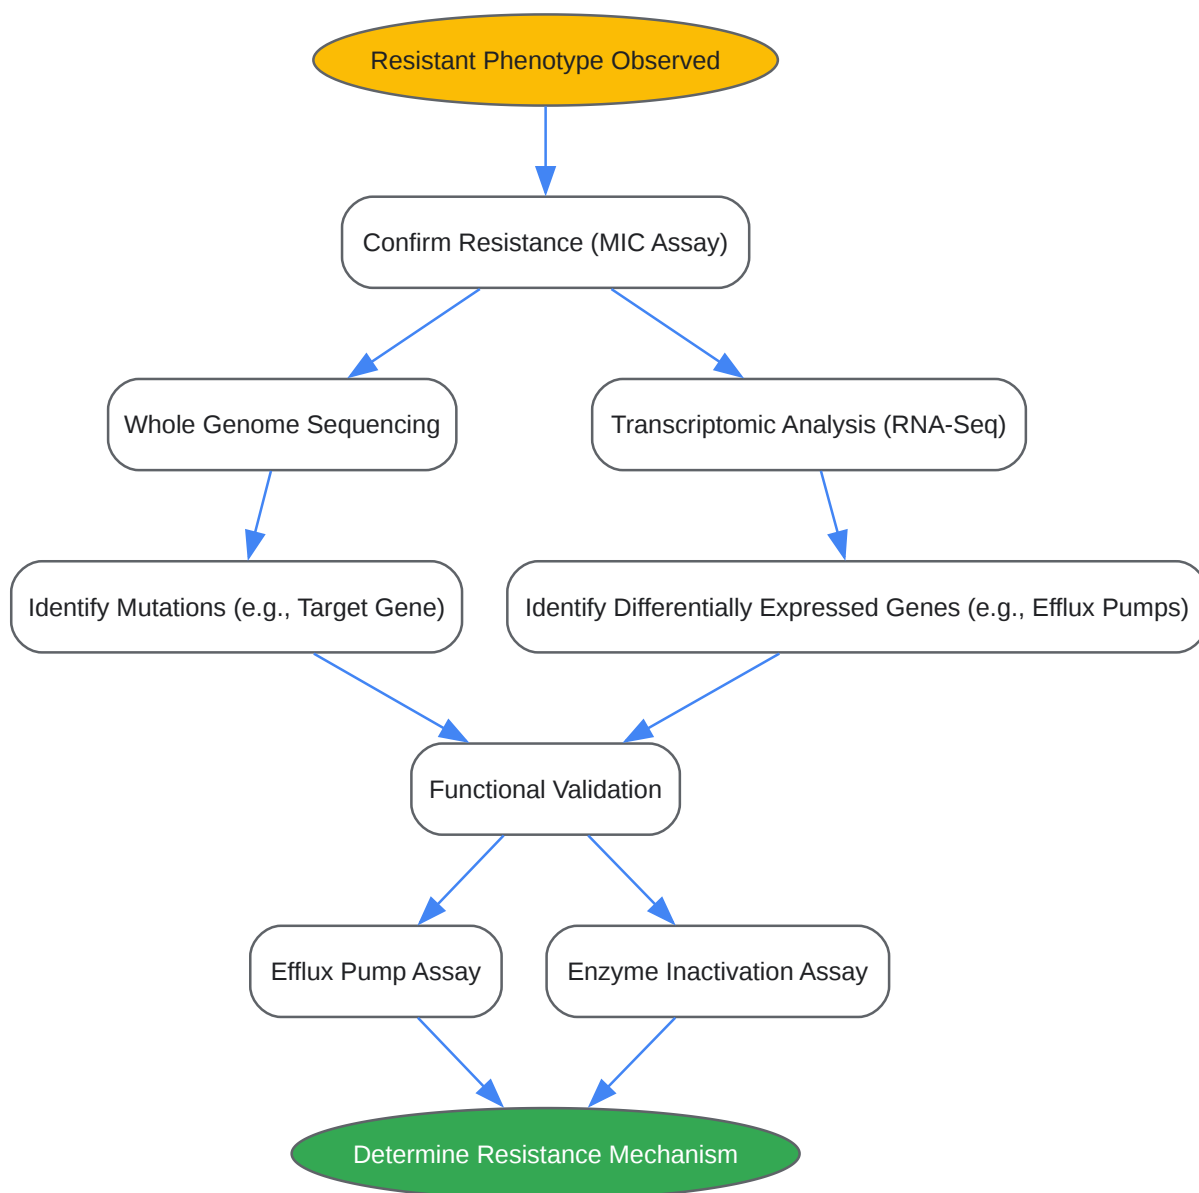 Resistant Phenotype Observed
Confirm Resistance (MIC Assay)
Whole Genome Sequencing
Transcriptomic Analysis (RNA-Seq)
Identify Mutations (e.g., Target Gene)
Identify Differentially Expressed Genes (e.g., Efflux Pumps)
Functional Validation
Efflux Pump Assay
Enzyme Inactivation Assay
Determine Resistance Mechanism